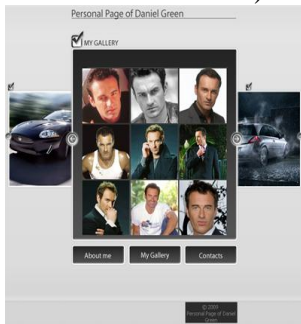 Personal Page of Daniel Green
MY GALLERY
About me
My Gallery
Contacts
© 2009
Personal Page of Daniel
Green